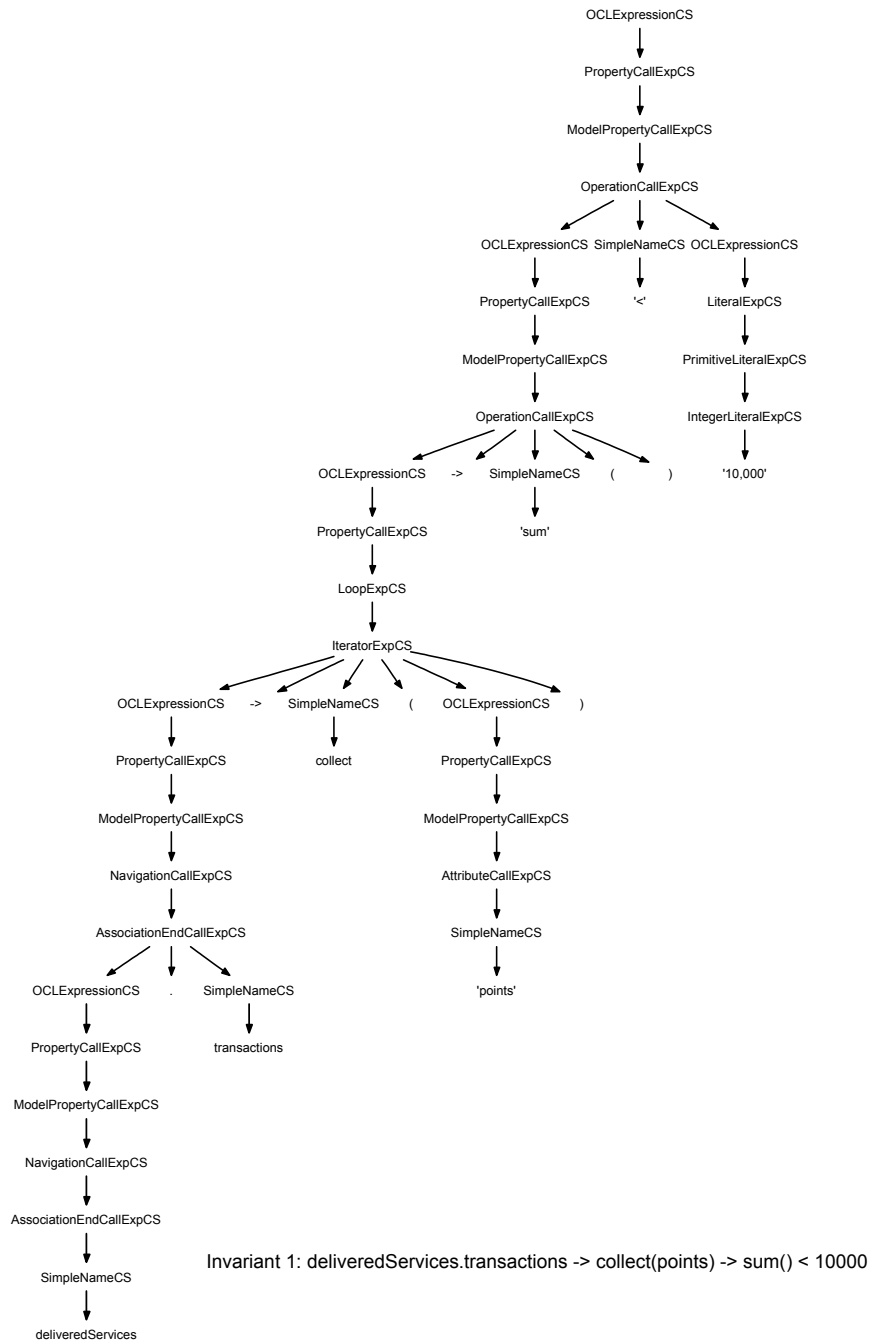 OCLExpressionCS
PropertyCallExpCS
ModelPropertyCallExpCS
OperationCallExpCS
OCLExpressionCS SimpleNameCS OCLExpressionCS
PropertyCallExpCS '<' LiteralExpCS
ModelPropertyCallExpCS PrimitiveLiteralExpCS
OperationCallExpCS IntegerLiteralExpCS
OCLExpressionCS -> SimpleNameCS ( ) '10,000'
PropertyCallExpCS 'sum'
LoopExpCS
IteratorExpCS
OCLExpressionCS -> SimpleNameCS ( OCLExpressionCS )
PropertyCallExpCS collect PropertyCallExpCS
ModelPropertyCallExpCS ModelPropertyCallExpCS
NavigationCallExpCS AttributeCallExpCS
AssociationEndCallExpCS SimpleNameCS
OCLExpressionCS . SimpleNameCS 'points'
PropertyCallExpCS transactions
ModelPropertyCallExpCS
NavigationCallExpCS
AssociationEndCallExpCS
Invariant 1: deliveredServices.transactions -> collect(points) -> sum() < 10000
SimpleNameCS
deliveredServices